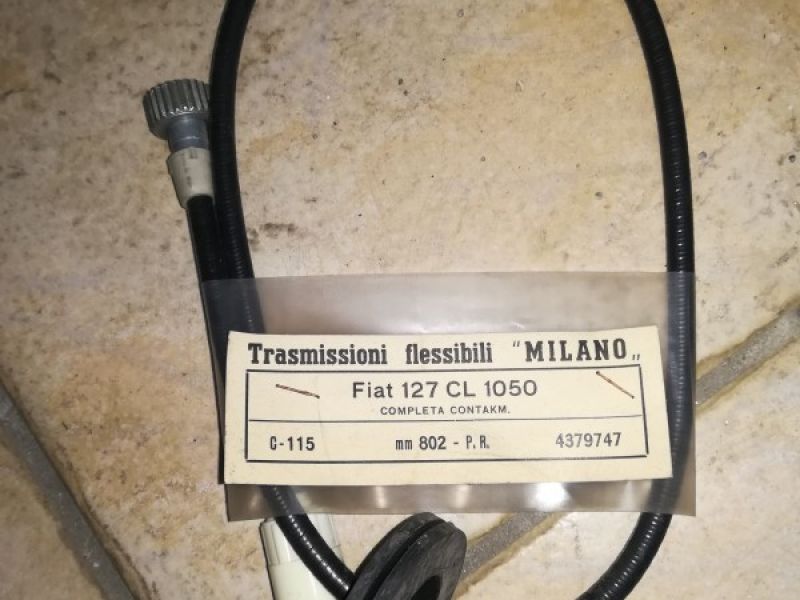 Trasmissioni flessibili "MILANO„
Fiat 127 CL 1050
COMPLETA CONTAKM.
C-115 mm 802 - P.R. 4379747